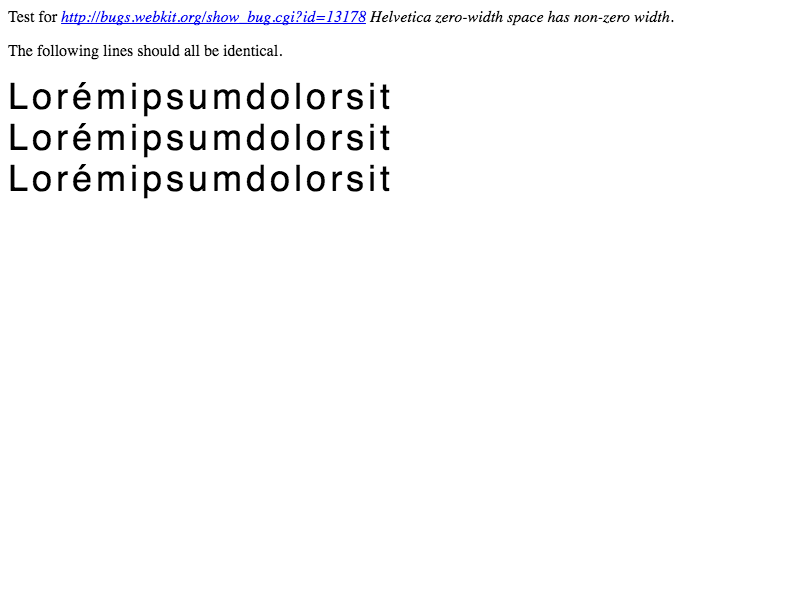 Test for http://bugs.webkit.org/show_bug.cgi?id=13178 Helvetica zero-width space has non-zero width.
The following lines should all be identical.
Lorémipsumdolorsit
Lorémipsumdolorsit
Lorémipsumdolorsit